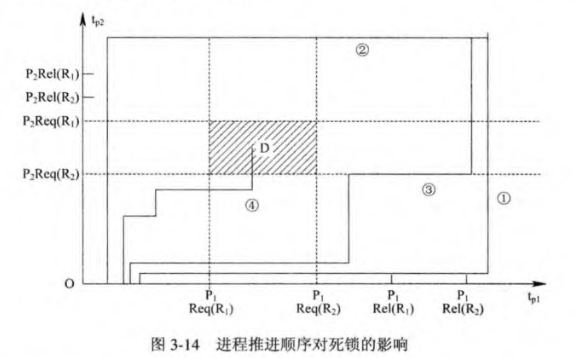 t_p2
②
P₂Rel(R₁)
P₂Rel(R₂)
P₂Req(R₁)
D
P₂Req(R₂)
④
③
①
O
P₁ P₁ P₁ P₁ t_p1
Req(R₁) Req(R₂) Rel(R₁) Rel(R₂)
图 3-14 进程推进顺序对死锁的影响